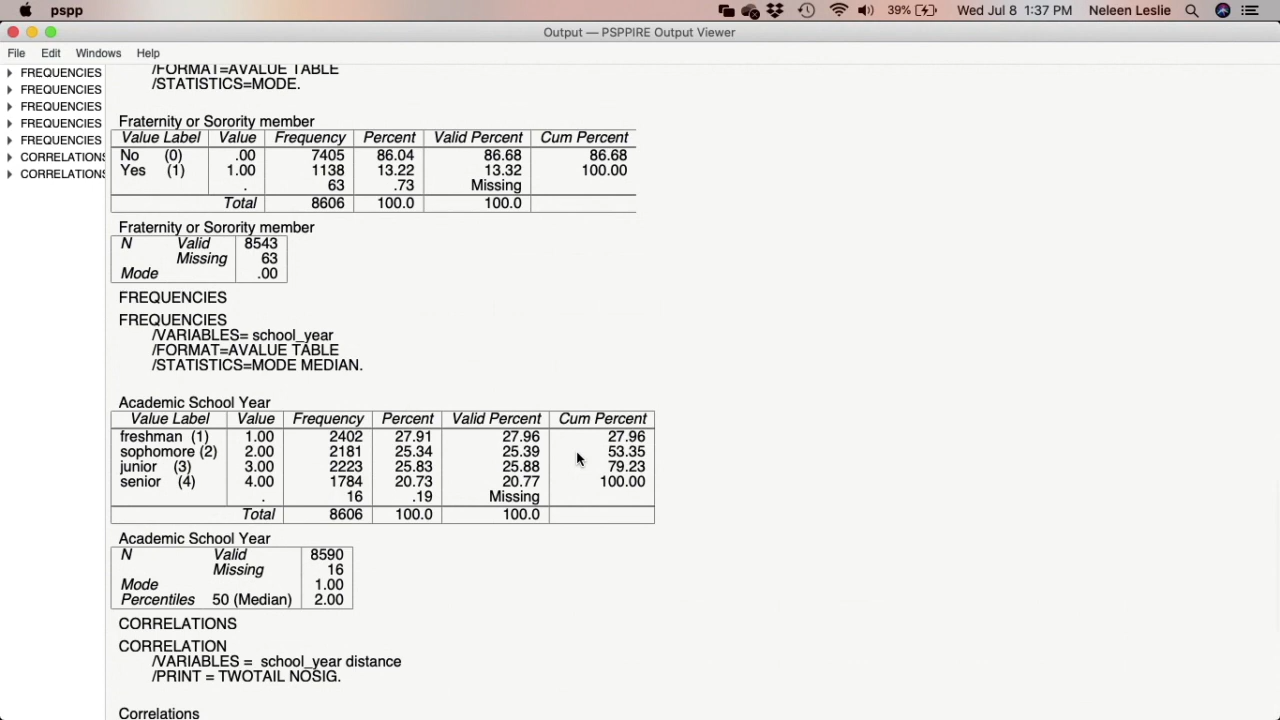 pspp 39% Wed Jul 8 1:37 PM Neleen Leslie
Output — PSPPIRE Output Viewer
File Edit Windows Help
FREQUENCIES
FREQUENCIES
FREQUENCIES
FREQUENCIES
FREQUENCIES
CORRELATIONS
CORRELATIONS
/FORMAT=AVALUE TABLE
/STATISTICS=MODE.
Fraternity or Sorority member
Value Label Value Frequency Percent Valid Percent Cum Percent
No (0) .00 7405 86.04 86.68 86.68
Yes (1) 1.00 1138 13.22 13.32 100.00
. 63 .73 Missing
Total 8606 100.0 100.0
Fraternity or Sorority member
N Valid 8543
Missing 63
Mode .00
FREQUENCIES
FREQUENCIES
/VARIABLES= school_year
/FORMAT=AVALUE TABLE
/STATISTICS=MODE MEDIAN.
Academic School Year
Value Label Value Frequency Percent Valid Percent Cum Percent
freshman (1) 1.00 2402 27.91 27.96 27.96
sophomore (2) 2.00 2181 25.34 25.39 53.35
junior (3) 3.00 2223 25.83 25.88 79.23
senior (4) 4.00 1784 20.73 20.77 100.00
. 16 .19 Missing
Total 8606 100.0 100.0
Academic School Year
N Valid 8590
Missing 16
Mode 1.00
Percentiles 50 (Median) 2.00
CORRELATIONS
CORRELATION
/VARIABLES = school_year distance
/PRINT = TWOTAIL NOSIG.
Correlations